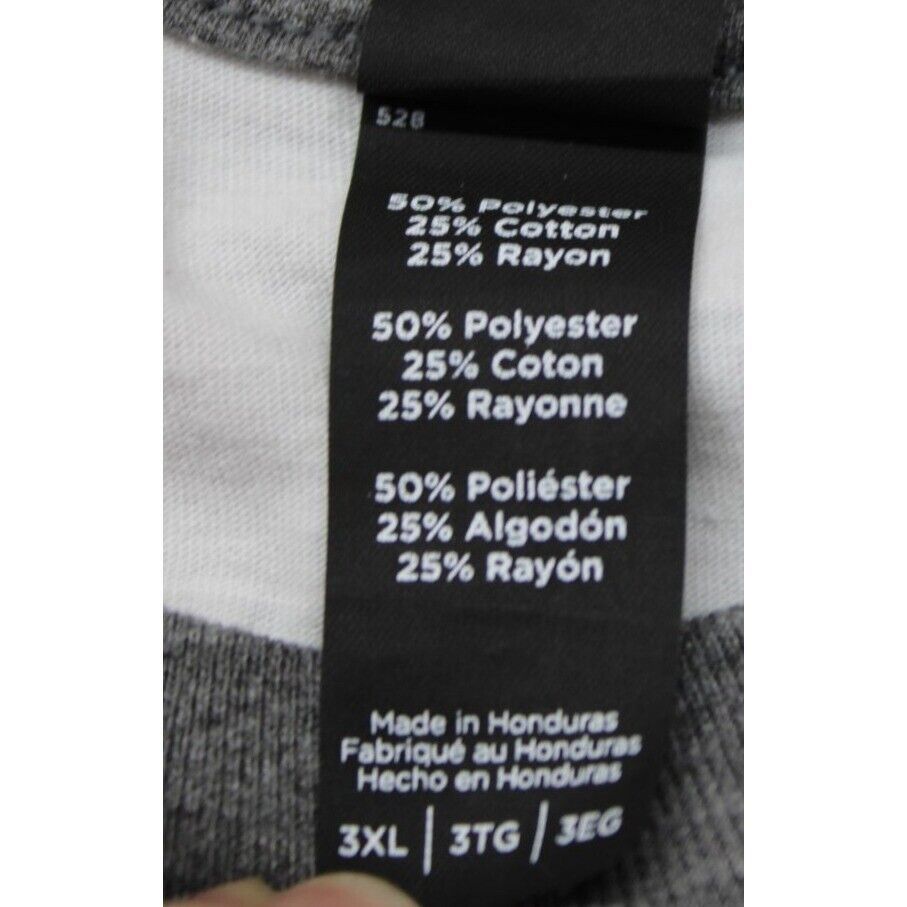 528
50% Polyester
25% Cotton
25% Rayon
50% Polyester
25% Coton
25% Rayonne
50% Poliéster
25% Algodón
25% Rayón
Made in Honduras
Fabriqué au Honduras
Hecho en Honduras
3XL | 3TG / 3EG